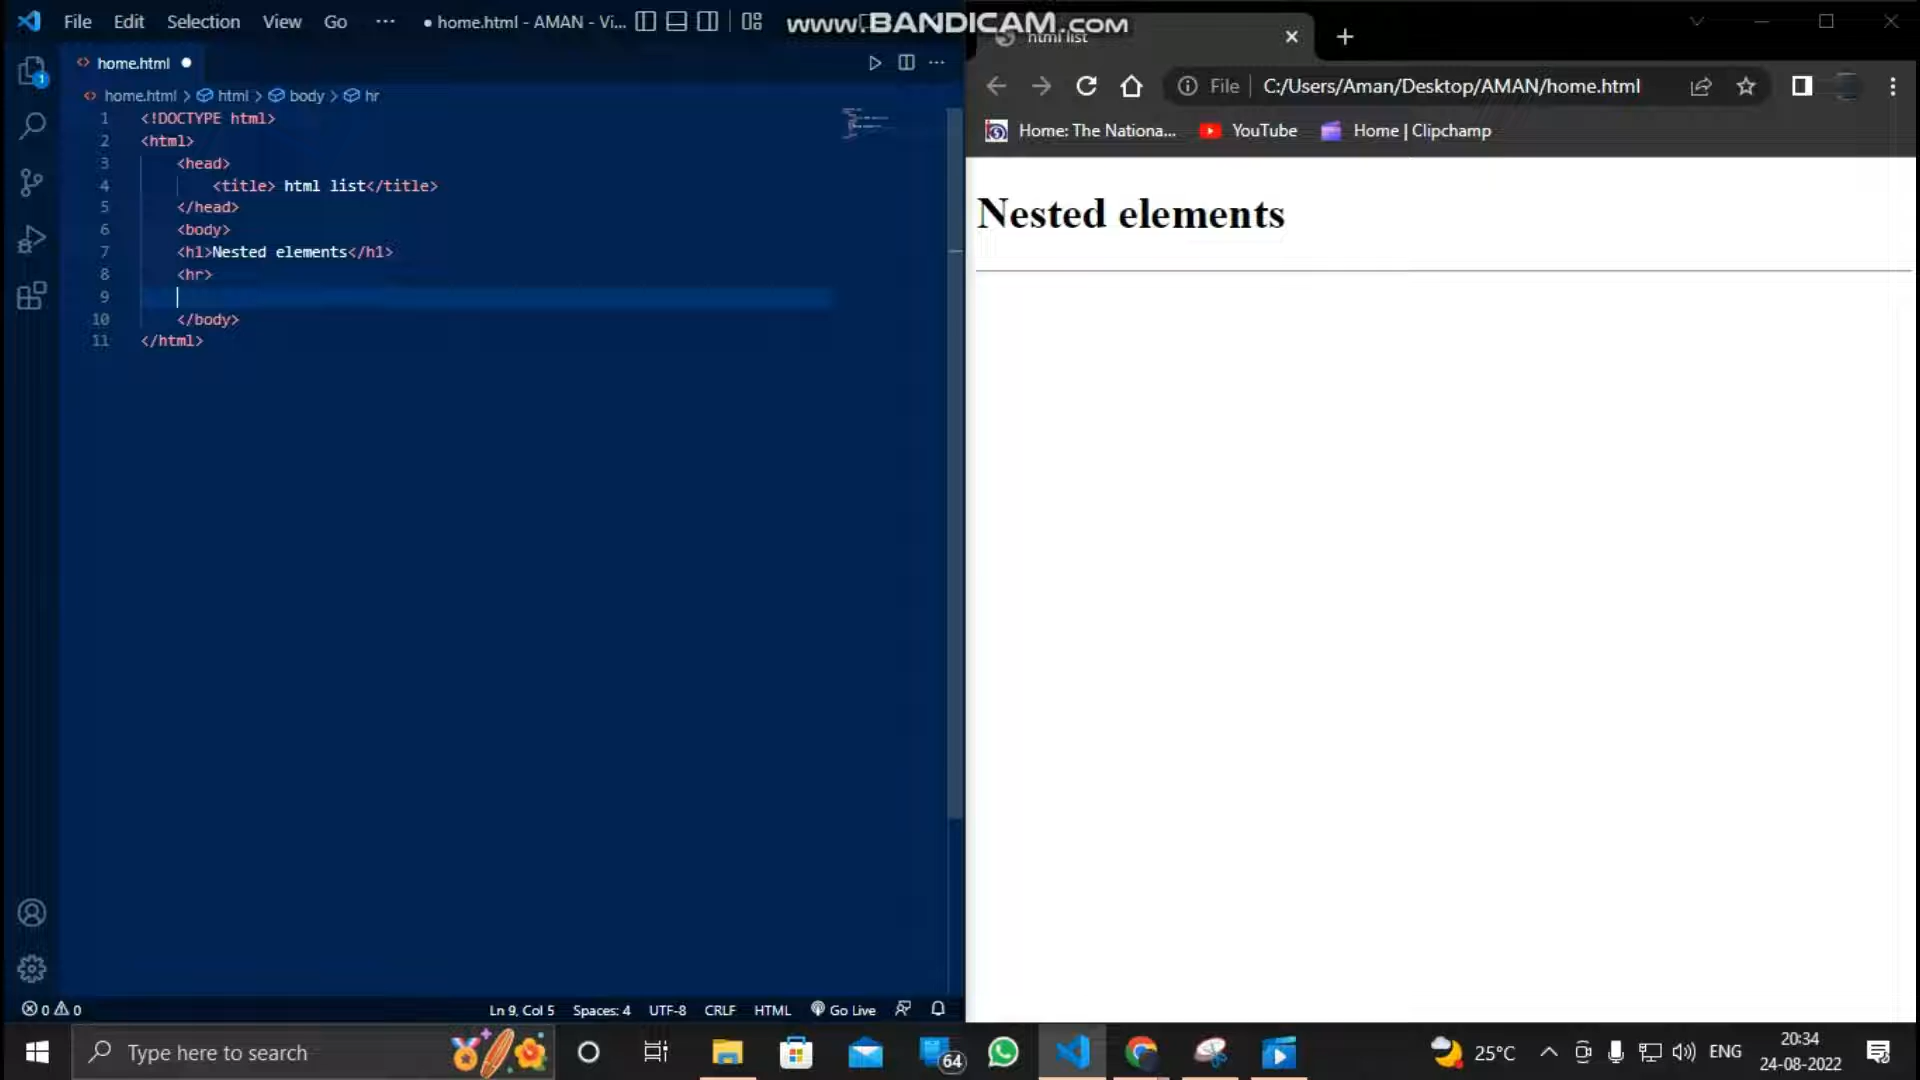 File Edit Selection View Go ··· ● home.html - AMAN - Vi...
www.BANDICAM.com
html list
home.html
File C:/Users/Aman/Desktop/AMAN/home.html
home.html > html > body > hr
Home: The Nationa... YouTube Home | Clipchamp
1 <!DOCTYPE html>
2 <html>
3 <head>
4 <title> html list</title>
5 </head>
6 <body>
7 <h1>Nested elements</h1>
8 <hr>
9
10 </body>
11 </html>
Nested elements
0 0 Ln 9, Col 5 Spaces: 4 UTF-8 CRLF HTML Go Live
Type here to search
1
64
25°C ENG
20:34
24-08-2022